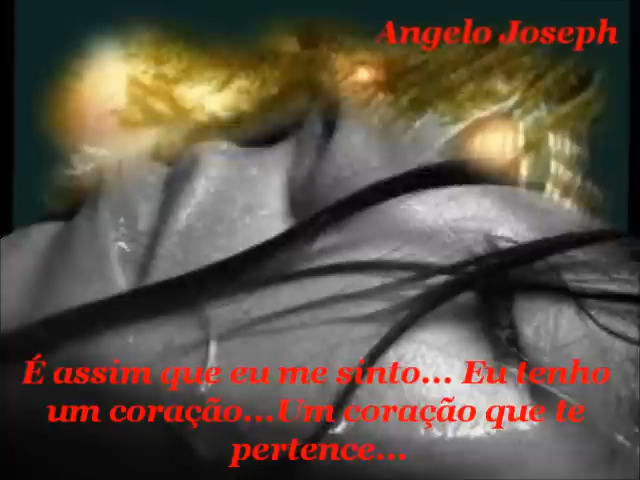 Angelo Joseph
É assim que eu me sinto... Eu tenho
um coração...Um coração que te
pertence...